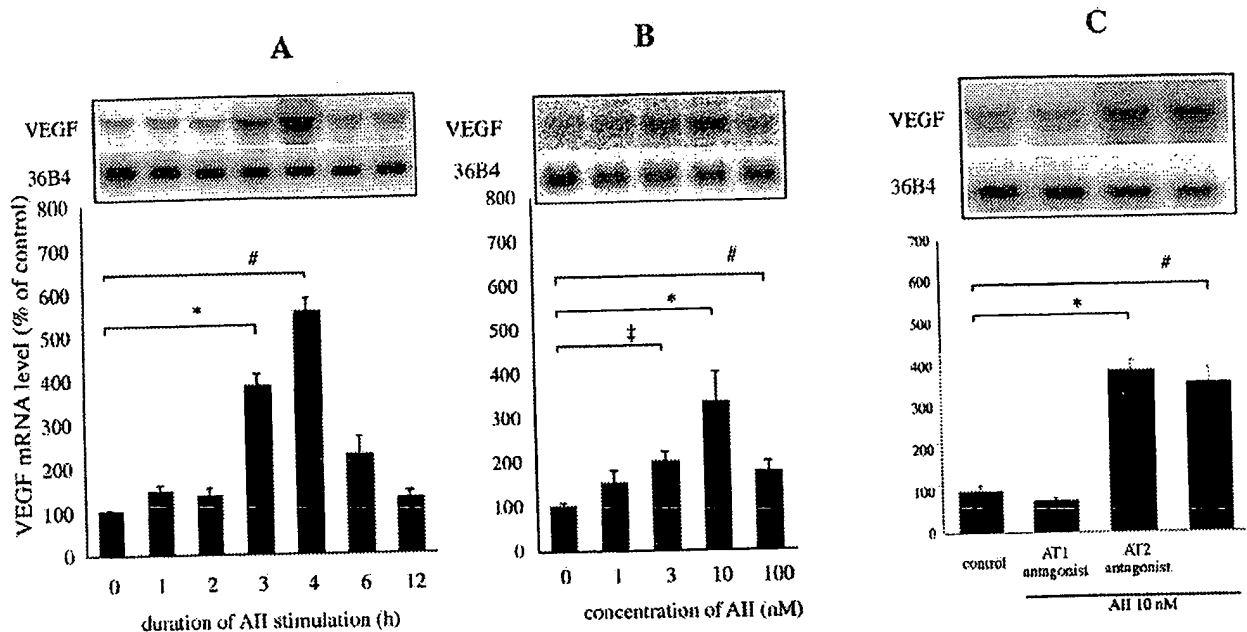 A
VEGF
36B4
VEGF mRNA level (% of control)
800
700
600
500
400
300
200
100
0
#
*
0 1 2 3 4 6 12
duration of AII stimulation (h)
B
VEGF
36B4
800
700
600
500
400
300
200
100
0
#
*
‡
0 1 3 10 100
concentration of AII (nM)
C
VEGF
36B4
700
600
500
400
300
200
100
0
#
*
control
AT1 antagonist
AT2 antagonist.
AII 10 nM